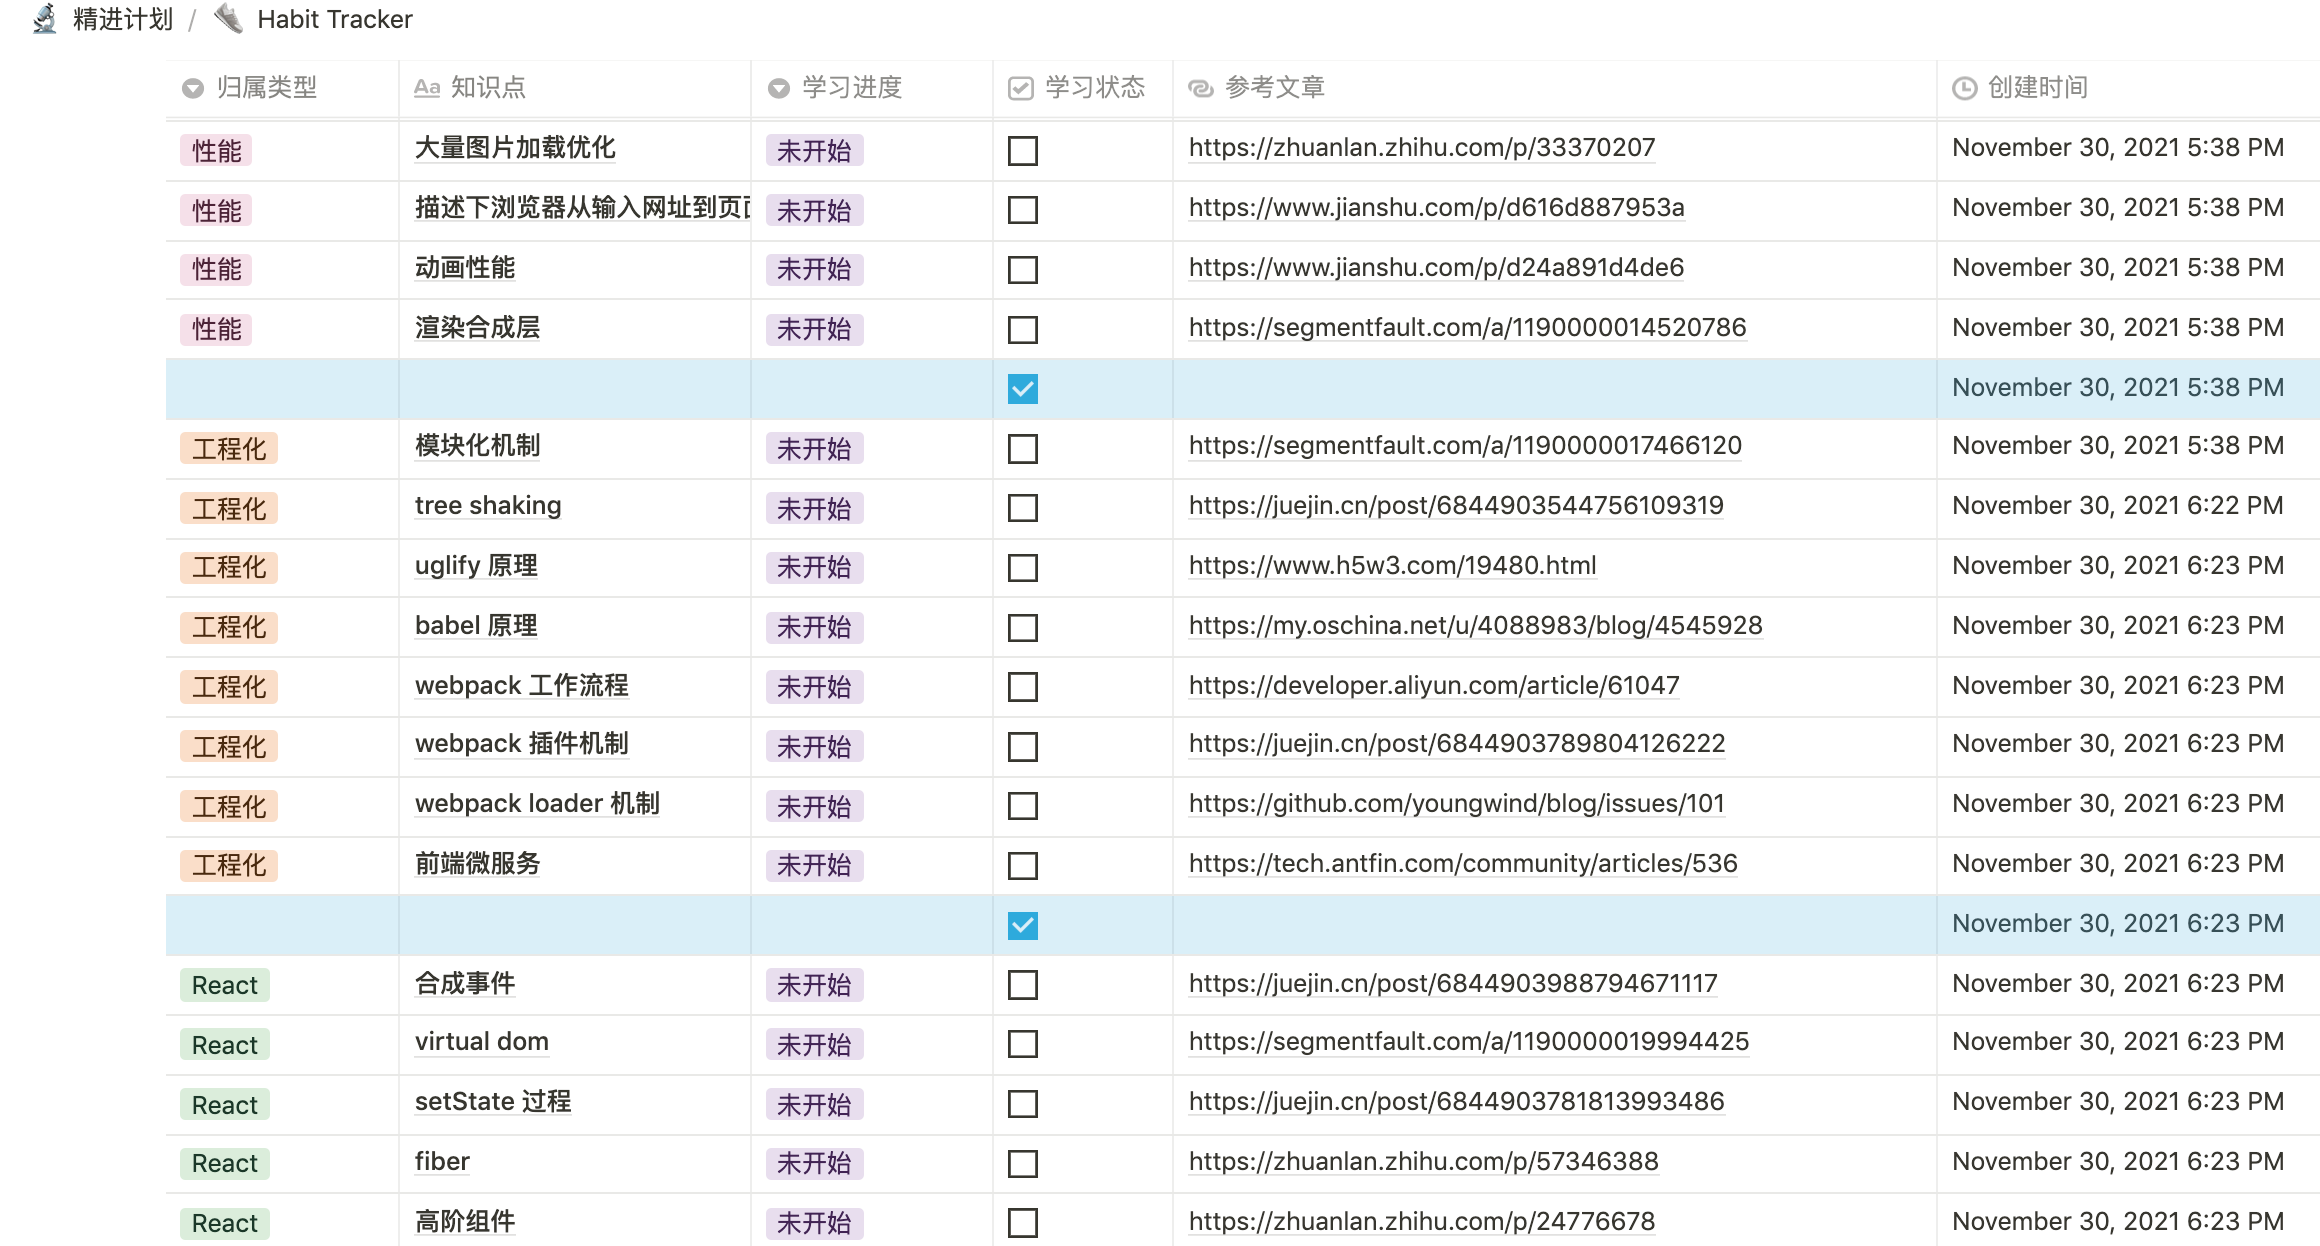 精进计划 / Habit Tracker
归属类型 知识点 学习进度 学习状态 参考文章 创建时间
性能 大量图片加载优化 未开始 https://zhuanlan.zhihu.com/p/33370207 November 30, 2021 5:38 PM
性能 描述下浏览器从输入网址到页 未开始 https://www.jianshu.com/p/d616d887953a November 30, 2021 5:38 PM
性能 动画性能 未开始 https://www.jianshu.com/p/d24a891d4de6 November 30, 2021 5:38 PM
性能 渲染合成层 未开始 https://segmentfault.com/a/1190000014520786 November 30, 2021 5:38 PM
November 30, 2021 5:38 PM
工程化 模块化机制 未开始 https://segmentfault.com/a/1190000017466120 November 30, 2021 5:38 PM
工程化 tree shaking 未开始 https://juejin.cn/post/6844903544756109319 November 30, 2021 6:22 PM
工程化 uglify 原理 未开始 https://www.h5w3.com/19480.html November 30, 2021 6:23 PM
工程化 babel 原理 未开始 https://my.oschina.net/u/4088983/blog/4545928 November 30, 2021 6:23 PM
工程化 webpack 工作流程 未开始 https://developer.aliyun.com/article/61047 November 30, 2021 6:23 PM
工程化 webpack 插件机制 未开始 https://juejin.cn/post/6844903789804126222 November 30, 2021 6:23 PM
工程化 webpack loader 机制 未开始 https://github.com/youngwind/blog/issues/101 November 30, 2021 6:23 PM
工程化 前端微服务 未开始 https://tech.antfin.com/community/articles/536 November 30, 2021 6:23 PM
November 30, 2021 6:23 PM
React 合成事件 未开始 https://juejin.cn/post/6844903988794671117 November 30, 2021 6:23 PM
React virtual dom 未开始 https://segmentfault.com/a/1190000019994425 November 30, 2021 6:23 PM
React setState 过程 未开始 https://juejin.cn/post/6844903781813993486 November 30, 2021 6:23 PM
React fiber 未开始 https://zhuanlan.zhihu.com/p/57346388 November 30, 2021 6:23 PM
React 高阶组件 未开始 https://zhuanlan.zhihu.com/p/24776678 November 30, 2021 6:23 PM